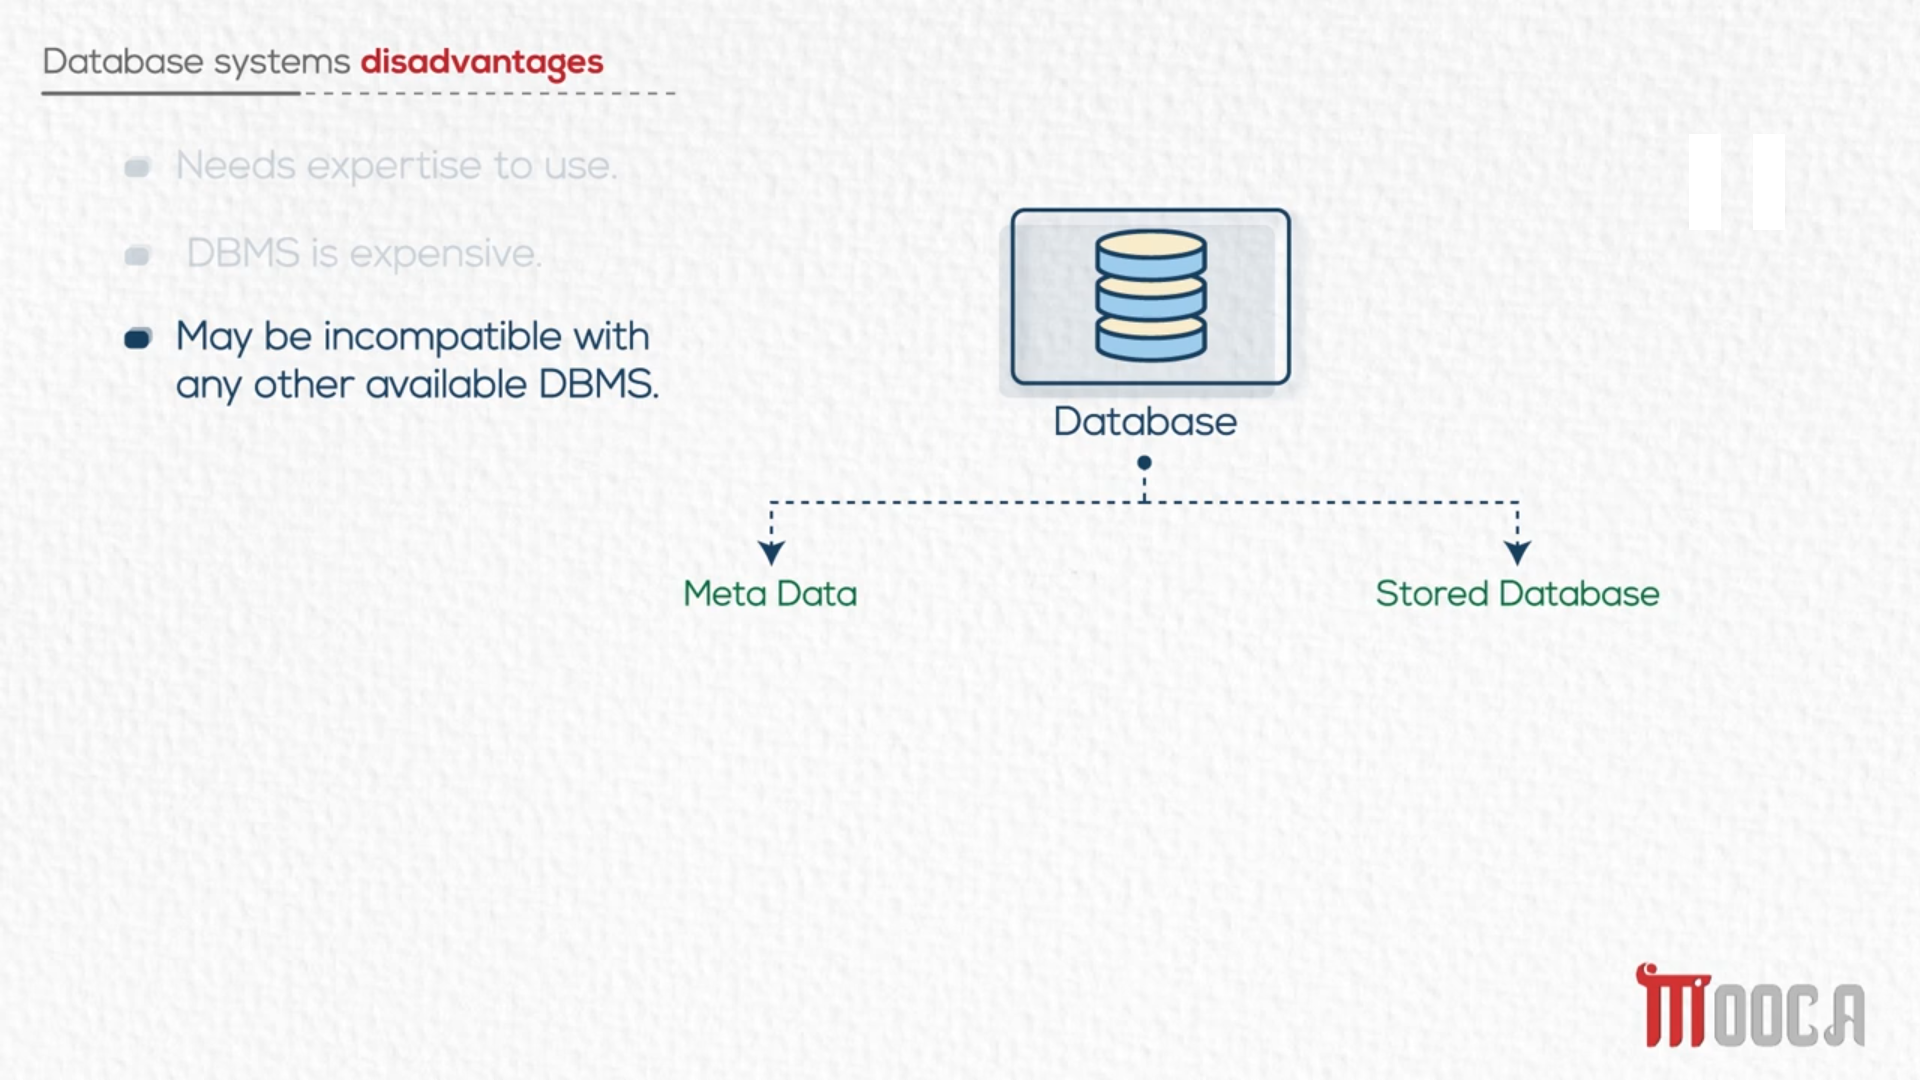 Database systems disadvantages
Needs expertise to use.
DBMS is expensive.
May be incompatible with
any other available DBMS.
Database
Meta Data
Stored Database
MOOCA